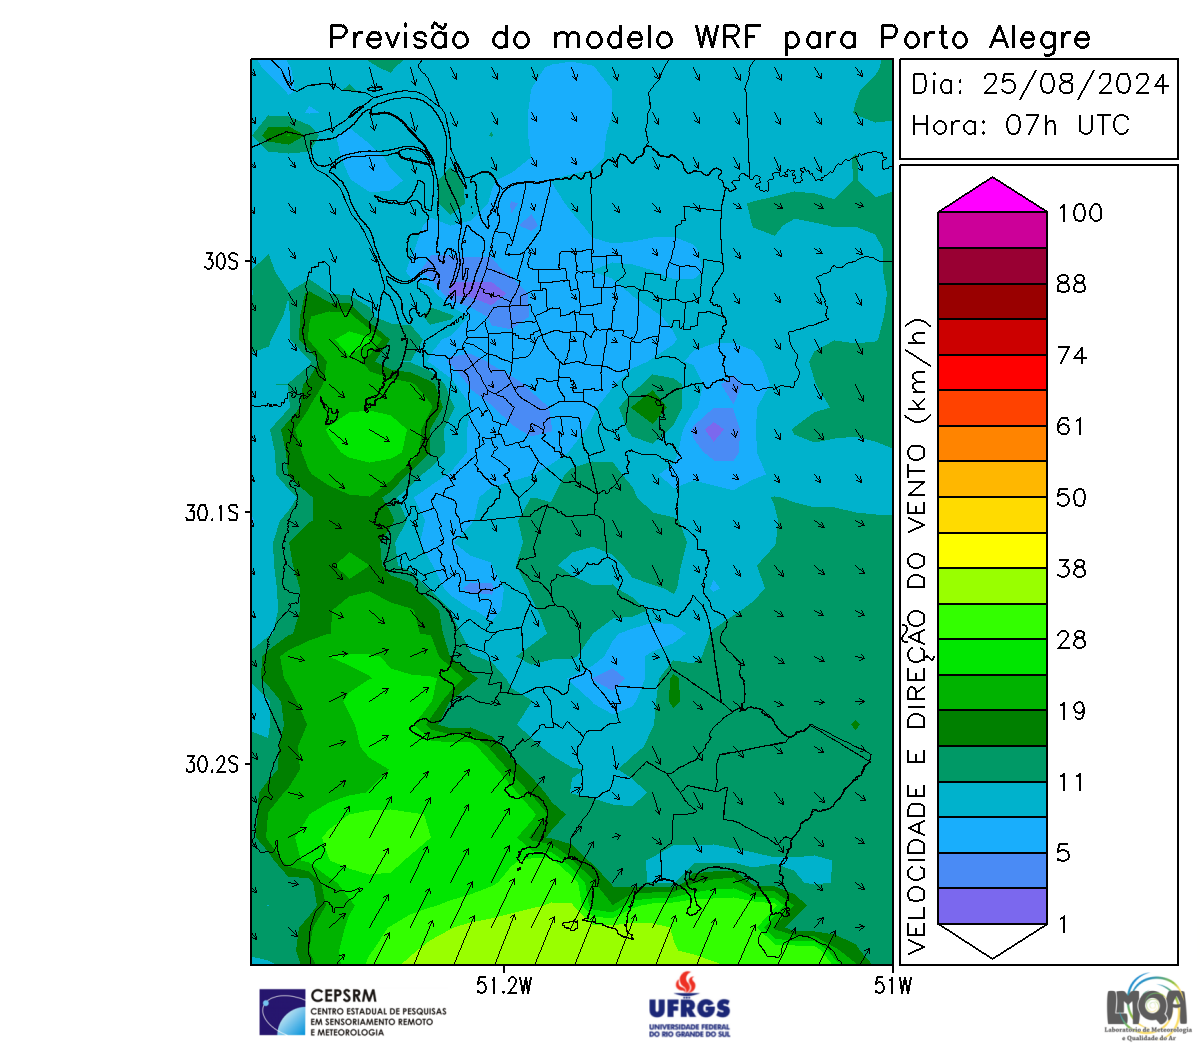 Previsão do modelo WRF para Porto Alegre
Dia: 25/08/2024
Hora: 07h UTC
30S
30.1S
30.2S
51.2W
51W
VELOCIDADE E DIREÇÃO DO VENTO (km/h)
100
88
74
61
50
38
28
19
11
5
1
CEPSRM
CENTRO ESTADUAL DE PESQUISAS
EM SENSORIAMENTO REMOTO
E METEOROLOGIA
UFRGS
UNIVERSIDADE FEDERAL
DO RIO GRANDE DO SUL
LMQA
Laboratório de Meteorologia
e Qualidade do Ar